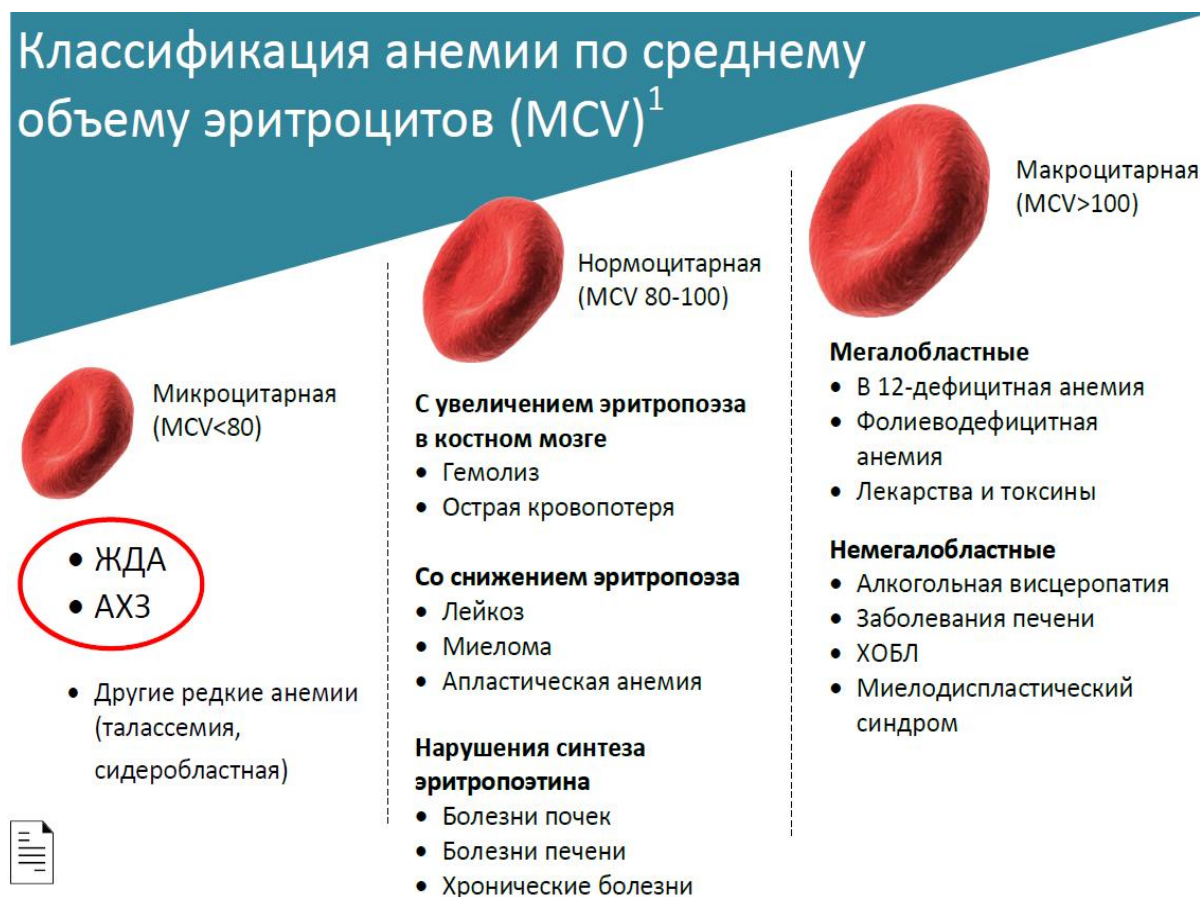 Классификация анемии по среднему
объему эритроцитов (MCV)1
Микроцитарная
(MCV<80)
• ЖДА
• АХЗ
• Другие редкие анемии
(талассемия,
сидеробластная)
Нормоцитарная
(MCV 80-100)
С увеличением эритропоэза
в костном мозге
• Гемолиз
• Острая кровопотеря
Со снижением эритропоэза
• Лейкоз
• Миелома
• Апластическая анемия
Нарушения синтеза
эритропоэтина
• Болезни почек
• Болезни печени
• Хронические болезни
Макроцитарная
(MCV>100)
Мегалобластные
• В 12-дефицитная анемия
• Фолиеводефицитная
анемия
• Лекарства и токсины
Немегалобластные
• Алкогольная висцеропатия
• Заболевания печени
• ХОБЛ
• Миелодиспластический
синдром